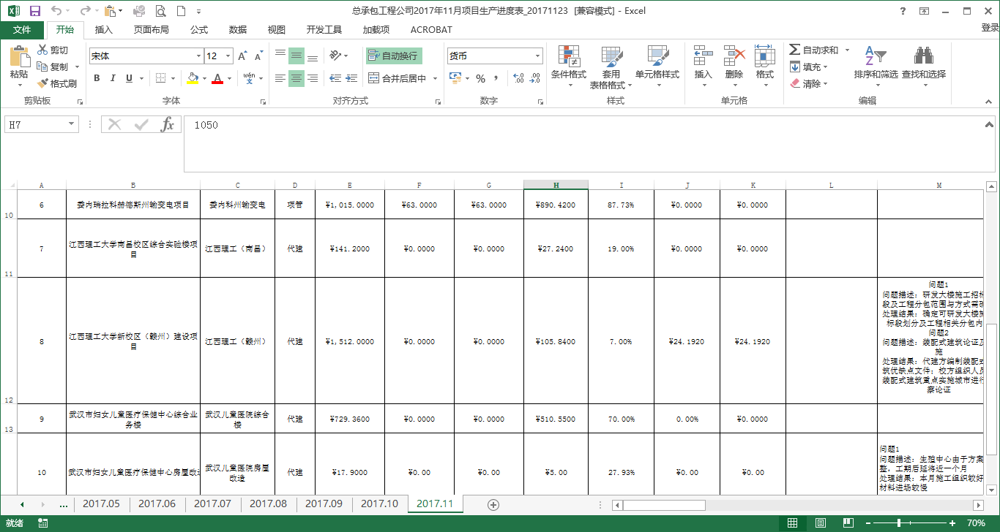 总承包工程公司2017年11月项目生产进度表_20171123 [兼容模式] - Excel
登录
文件 开始 插入 页面布局 公式 数据 视图 开发工具 加载项 ACROBAT
粘贴
剪切
复制
格式刷
剪贴板
宋体 12
B I U
字体
自动换行
合并后居中
对齐方式
货币
% ,
数字
条件格式
套用
表格格式
单元格样式
样式
插入 删除 格式
单元格
自动求和
填充
清除
排序和筛选 查找和选择
编辑
H7
fx
1050
A B C D E F G H I J K L M
10
6 委内瑞拉科赫德斯州输变电项目 委内科州输变电 项管 ¥1,015.0000 ¥63.0000 ¥63.0000 ¥890.4200 87.73% ¥0.0000 ¥0.0000
11
7 江西理工大学南昌校区综合实验楼项
目
江西理工（南昌） 代建 ¥141.2000 ¥0.0000 ¥0.0000 ¥27.2400 19.00% ¥0.0000 ¥0.0000
12
8 江西理工大学新校区（赣州）建设项
目
江西理工（赣州） 代建 ¥1,512.0000 ¥0.0000 ¥0.0000 ¥105.8400 7.00% ¥24.1920 ¥24.1920
问题1
问题描述：研发大楼施工招标
段及工程分包范围与方式需确
处理结果：确定可研发大楼施
标段划分及工程相关分包内
问题2
问题描述：装配式建筑论证及
施
处理结果：代建方编制装配式
筑优缺点文件；校方组织人员
装配式建筑重点实施城市进行
察论证
13
9 武汉市妇女儿童医疗保健中心综合业
务楼
武汉儿童医院综合
楼
代建 ¥729.3600 ¥0.0000 ¥0.0000 ¥510.5500 70.00% 0.00% ¥0.0000
10 武汉市妇女儿童医疗保健中心房屋改
武汉儿童医院房屋
改造
代建 ¥17.9000 ¥0.00 ¥0.00 ¥5.00 27.93% ¥0.00 ¥0.00
问题1
问题描述：生殖中心由于方案
整，工期后延将近一个月
处理结果：本月施工组织较好
材料进场较慢
... 2017.05 2017.06 2017.07 2017.08 2017.09 2017.10 2017.11
就绪
70%